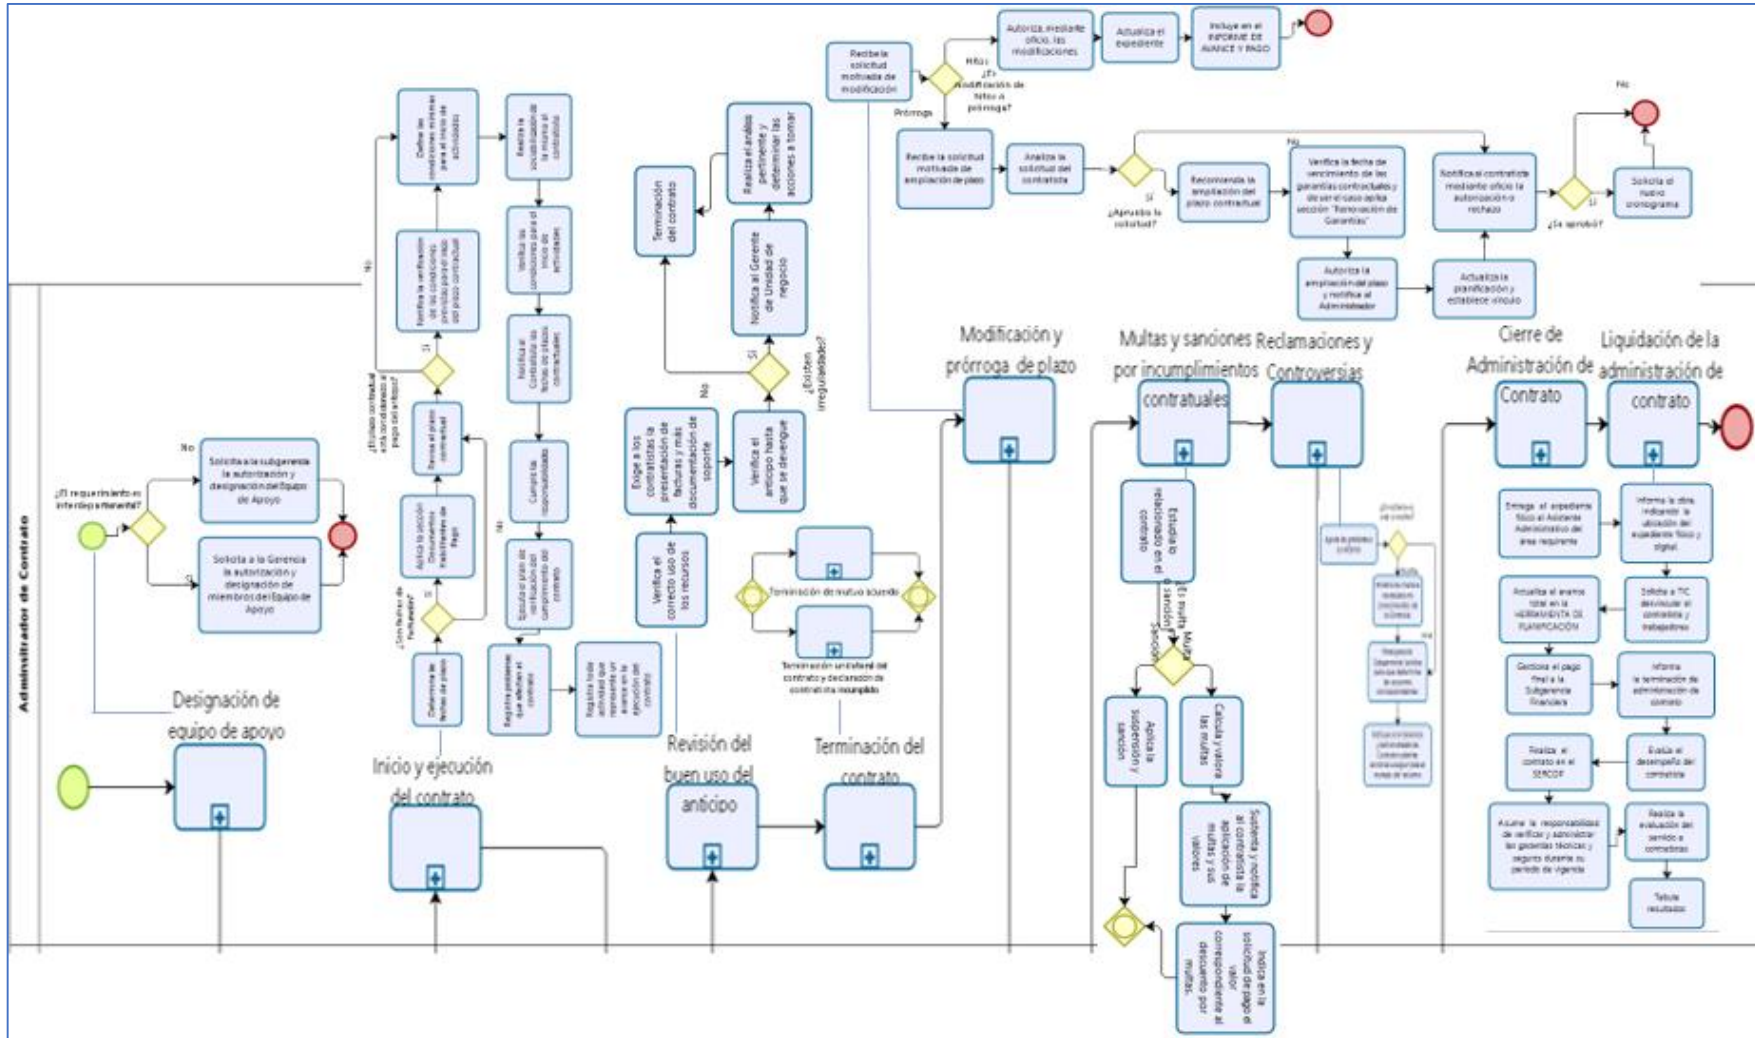 Recibe la
solicitud
motivada de
modificación
Autoriza, mediante
oficio, las
modificaciones
Actualiza el
expediente
Incluye en el
INFORME DE
AVANCE Y PAGO
Hitos
¿Es
modificación de
hitos o
prórroga?
Prórroga
Recibe la solicitud
motivada de
ampliación de plazo
Analiza la
solicitud del
contratista
No
Sí
¿Aprueba la
solicitud?
Recomienda la
ampliación del
plazo contractual
Verifica la fecha de
vencimiento de las
garantías contractuales y
de ser el caso aplica
sección "Renovación de
Garantías"
Autoriza la
ampliación del plazo
y notifica al
Administrador
Actualiza la
planificación y
establece vínculo
Notifica al contratista
mediante oficio la
autorización o
rechazo
No
Sí
¿Se aprobó?
Solicita el
nuevo
cronograma
Administrador de Contrato
¿El requerimiento es
interdepartamental?
No
Solicita a la subgerencia
la autorización y
designación del Equipo
de Apoyo
Solicita a la Gerencia
la autorización y
designación de
miembros del Equipo de
Apoyo
Designación de
equipo de apoyo
Determina las
fechas de plazo
Sí
No
Aplica la sección
Documentos
Habilitantes de
Pago
Revisa el plazo
contractual
¿El plazo contractual
está condicionado al
pago del anticipo?
Sí
No
Notifica la verificación
de las condiciones
previstas para el inicio
del plazo contractual
Define las
condiciones mínimas
para el inicio de
actividades
Realiza la
socialización de
la misma al
contratista
Verifica las
condiciones para el
inicio de
actividades
Notifica al
Contratista las
fechas de plazos
contractuales
Cumple las
responsabilidades
Ejecuta el plan de
verificación del
cumplimiento del
contrato
Registra problemas
que afecten el
contrato
Registra toda
actividad que
represente un
avance en la
ejecución del
contrato
Inicio y ejecución
del contrato
Verifica el
correcto uso de
los recursos
Exige a los
contratistas la
presentación de
facturas y más
documentación de
soporte
Verifica el
anticipo hasta
que se devengue
¿Existen
irregularidades?
Sí
No
Notifica al Gerente
de Unidad de
negocio
Realiza el análisis
pertinente y
determinar las
acciones a tomar
Terminación
del contrato
Revisión del
buen uso del
anticipo
Terminación de mutuo acuerdo
Terminación unilateral del
contrato y declaración de
contratista incumplido
Terminación del
contrato
Modificación y
prórroga de plazo
Multas y sanciones
por incumplimientos
contratuales
Estudia lo
relacionado en el
contrato
¿Es multa
o sanción?
Multa
Sanción
Aplica la
suspensión y
sanción
Calcula y valora
las multas
Sustenta y notifica
al contratista la
aplicación de
multas y sus
valores
Indica en la
solicitud de pago el
valor
correspondiente al
descuento por
multas.
Reclamaciones y
Controversias
Cierre de
Administración de
Contrato
Liquidación de la
administración de
contrato
Entrega el expediente
físico al Asistente
Administrativo del
área requirente
Informa la obra,
indicando la
ubicación del
expediente físico y
digital
Solicita a TIC
desvincular el
contratista y
trabajadores
Actualiza el avance
total en la
HERRAMIENTA DE
PLANIFICACIÓN
Gestiona el pago
final a la
Subgerencia
Financiera
Informa
la terminación de
administración de
contrato
Evalúa el
desempeño del
contratista
Finaliza el
contrato en el
SERCOP
Asume la responsabilidad
de verificar y administrar
las garantías técnicas y
seguros durante su
periodo de vigencia
Realiza la
evaluación del
servicio a
contratistas
Tabula
resultados